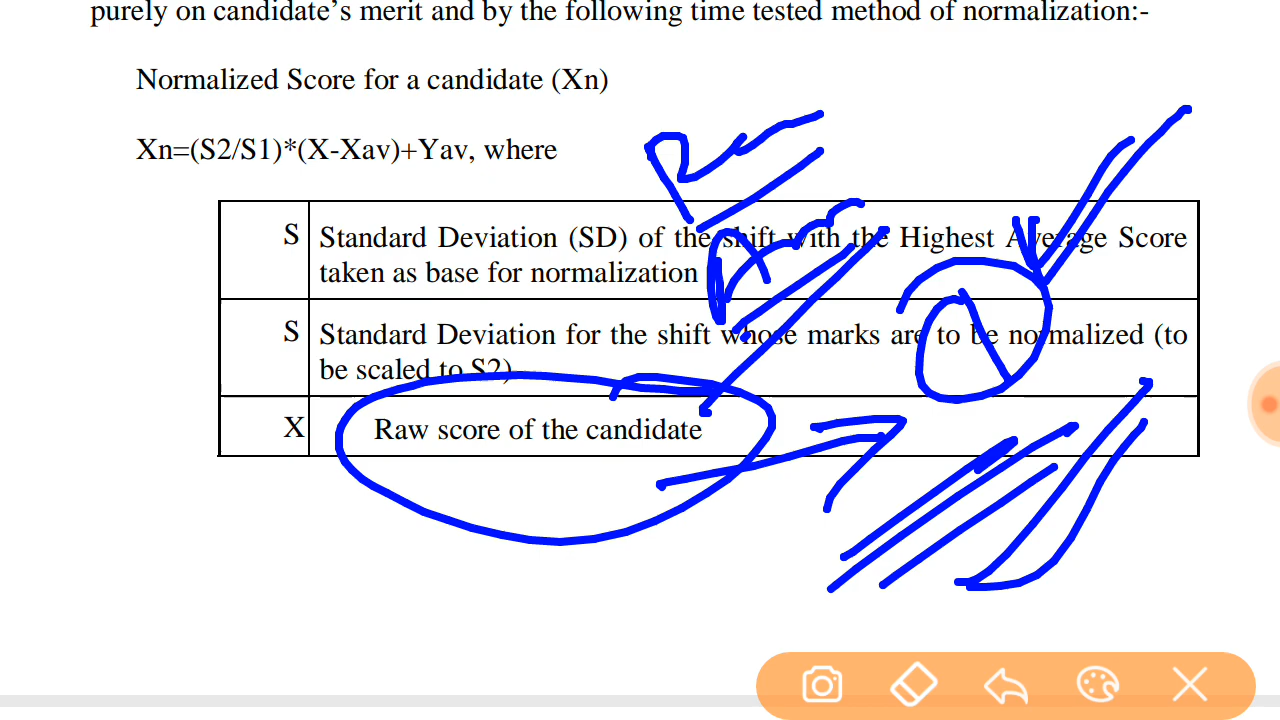 purely on candidate’s merit and by the following time tested method of normalization:-
Normalized Score for a candidate (Xn)
Xn=(S2/S1)*(X-Xav)+Yav, where
S Standard Deviation (SD) of the shift with the Highest Average Score
taken as base for normalization
S Standard Deviation for the shift whose marks are to be normalized (to
be scaled to S2)
X Raw score of the candidate